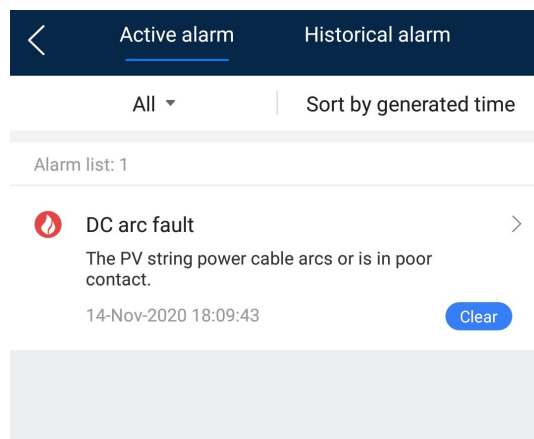 Active alarm Historical alarm
All Sort by generated time
Alarm list: 1
DC arc fault
The PV string power cable arcs or is in poor
contact.
14-Nov-2020 18:09:43 Clear